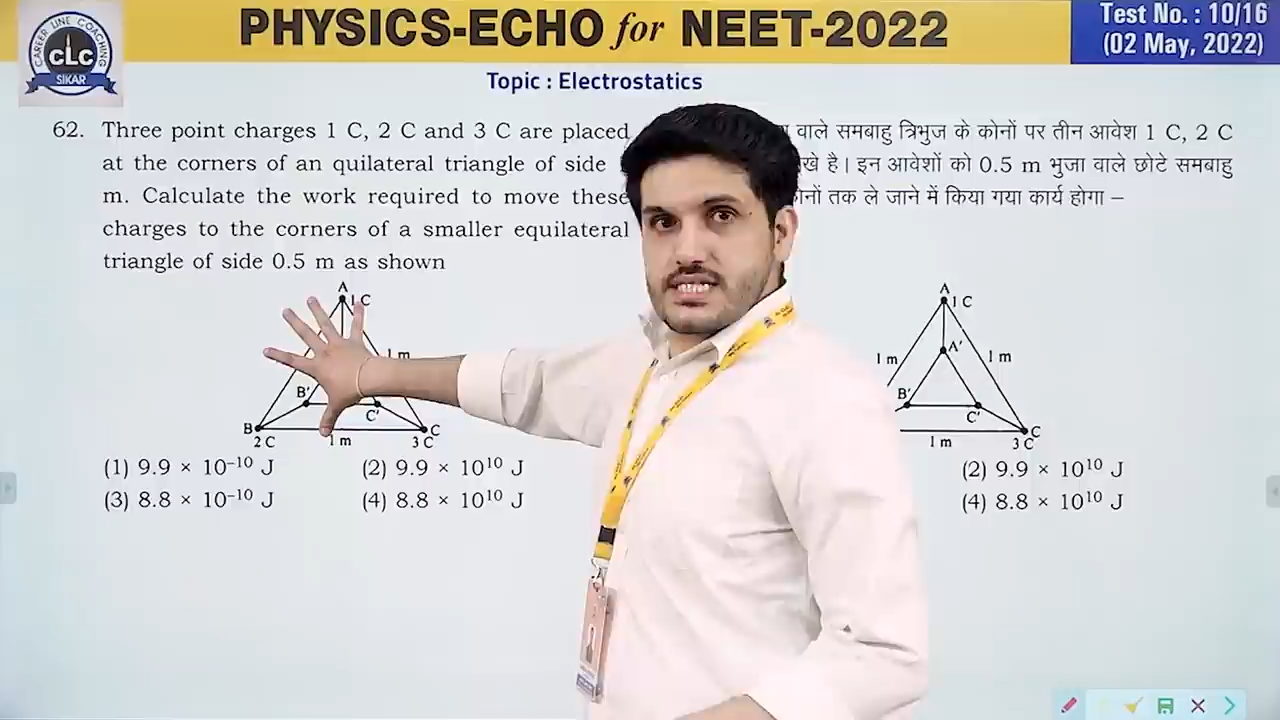 PHYSICS-ECHO for NEET-2022
Test No. : 10/16
(02 May, 2022)
CAREER LINE COACHING
CLC
SIKAR
Topic : Electrostatics
62. Three point charges 1 C, 2 C and 3 C are placed
at the corners of an quilateral triangle of side
m. Calculate the work required to move these
charges to the corners of a smaller equilateral
triangle of side 0.5 m as shown
A
1 C
1 m
B'
C'
B
2 C
1 m
C
3 C
(1) 9.9 × 10⁻¹⁰ J
(2) 9.9 × 10¹⁰ J
(3) 8.8 × 10⁻¹⁰ J
(4) 8.8 × 10¹⁰ J
वाले समबाहु त्रिभुज के कोनों पर तीन आवेश 1 C, 2 C
है। इन आवेशों को 0.5 m भुजा वाले छोटे समबाहु
तक ले जाने में किया गया कार्य होगा –
A
1 C
A'
1 m
1 m
B'
C'
C
1 m
3 C
(2) 9.9 × 10¹⁰ J
(4) 8.8 × 10¹⁰ J